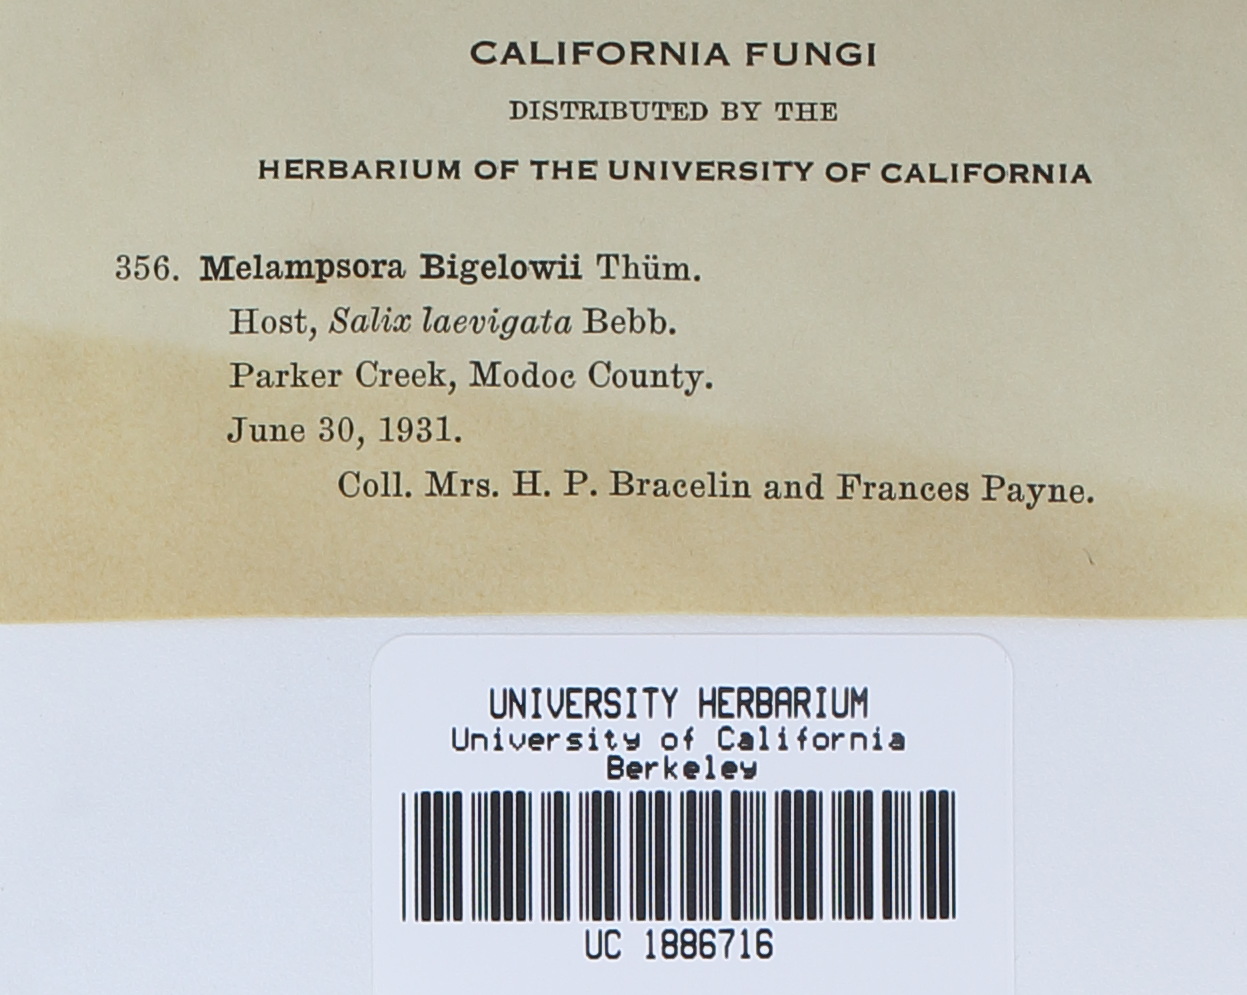 CALIFORNIA FUNGI
DISTRIBUTED BY THE
HERBARIUM OF THE UNIVERSITY OF CALIFORNIA
356. Melampsora Bigelowii Thüm.
Host, Salix laevigata Bebb.
Parker Creek, Modoc County.
June 30, 1931.
Coll. Mrs. H. P. Bracelin and Frances Payne.
UNIVERSITY HERBARIUM
University of California
Berkeley
UC 1886716